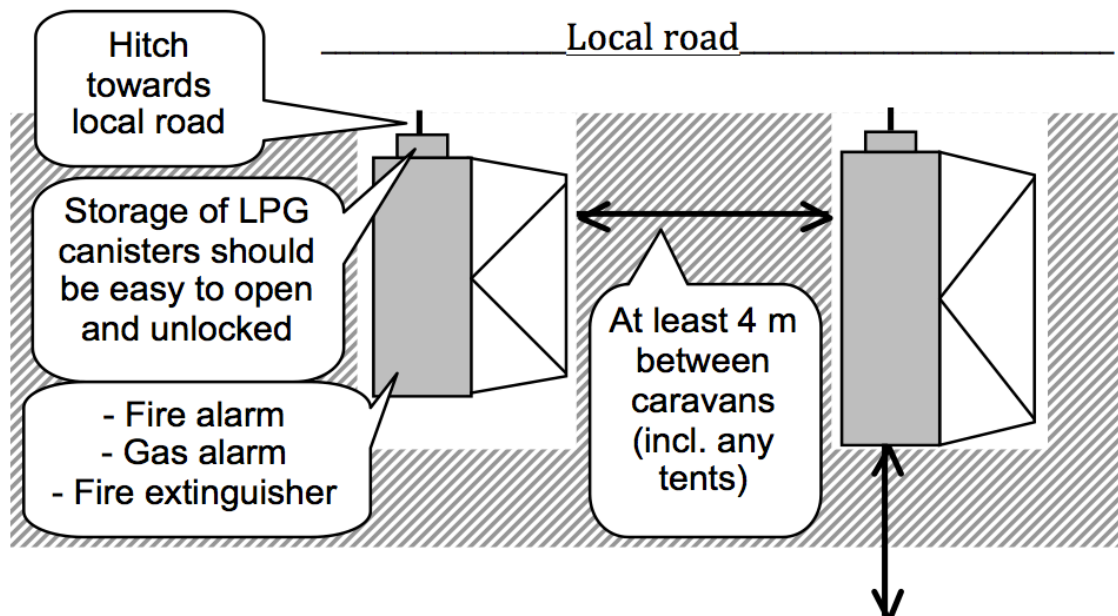 Local road
Hitch
towards
local road
Storage of LPG
canisters should
be easy to open
and unlocked
- Fire alarm
- Gas alarm
- Fire extinguisher
At least 4 m
between
caravans
(incl. any
tents)